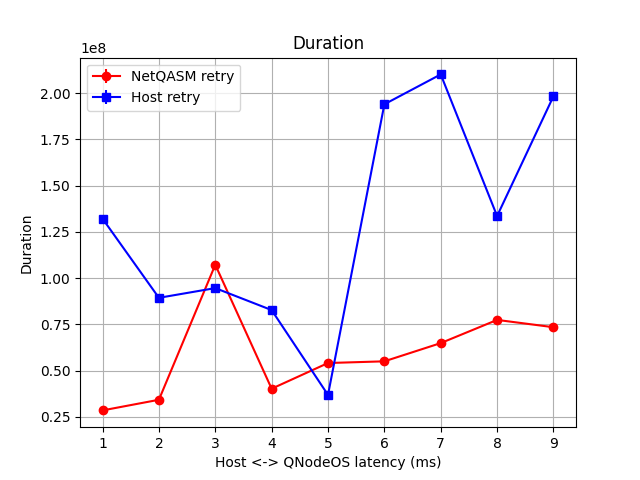 Duration
1e8
NetQASM retry
Host retry
2.00
1.75
1.50
1.25
1.00
0.75
0.50
0.25
Duration
1 2 3 4 5 6 7 8 9
Host <-> QNodeOS latency (ms)